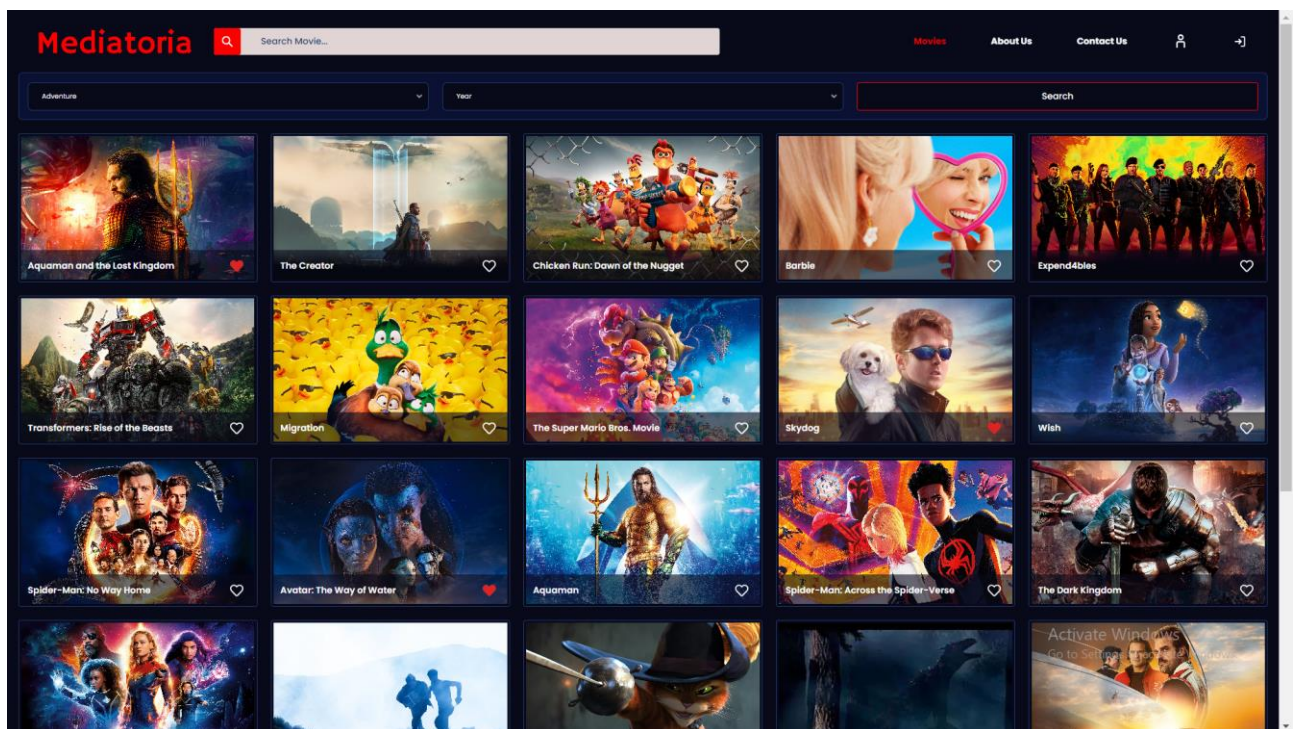 Mediatoria
Search Movie...
Movies
About Us
Contact Us
Adventure
Year
Search
Aquaman and the Lost Kingdom
The Creator
Chicken Run: Dawn of the Nugget
Barbie
Expend4bles
Transformers: Rise of the Beasts
Migration
The Super Mario Bros. Movie
Skydog
Wish
Spider-Man: No Way Home
Avatar: The Way of Water
Aquaman
Spider-Man: Across the Spider-Verse
The Dark Kingdom
Activate Windows
Go to Settings